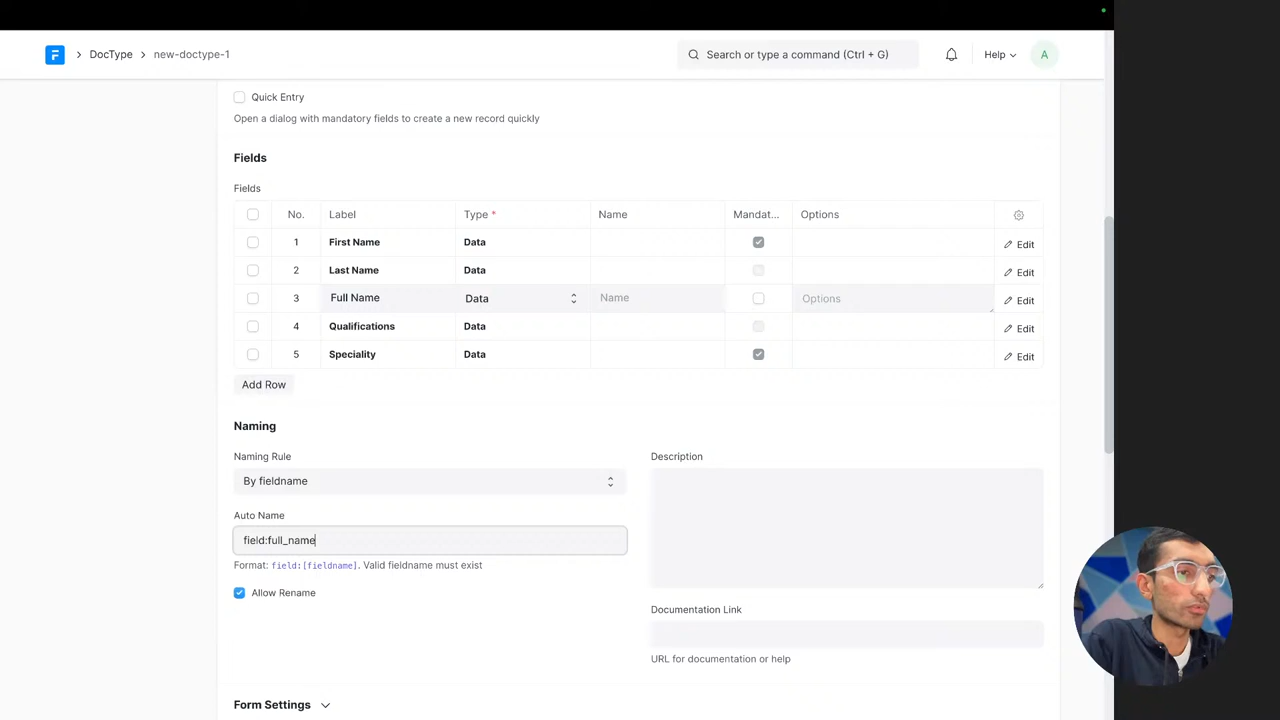 F > DocType > new-doctype-1 Search or type a command (Ctrl + G) Help A
Quick Entry
Open a dialog with mandatory fields to create a new record quickly
Fields
Fields
No. Label Type * Name Mandat... Options
1 First Name Data Edit
2 Last Name Data Edit
3 Full Name Data Name Options Edit
4 Qualifications Data Edit
5 Speciality Data Edit
Add Row
Naming
Naming Rule
By fieldname
Auto Name
field:full_name
Format: field:[fieldname]. Valid fieldname must exist
Allow Rename
Description
Documentation Link
URL for documentation or help
Form Settings